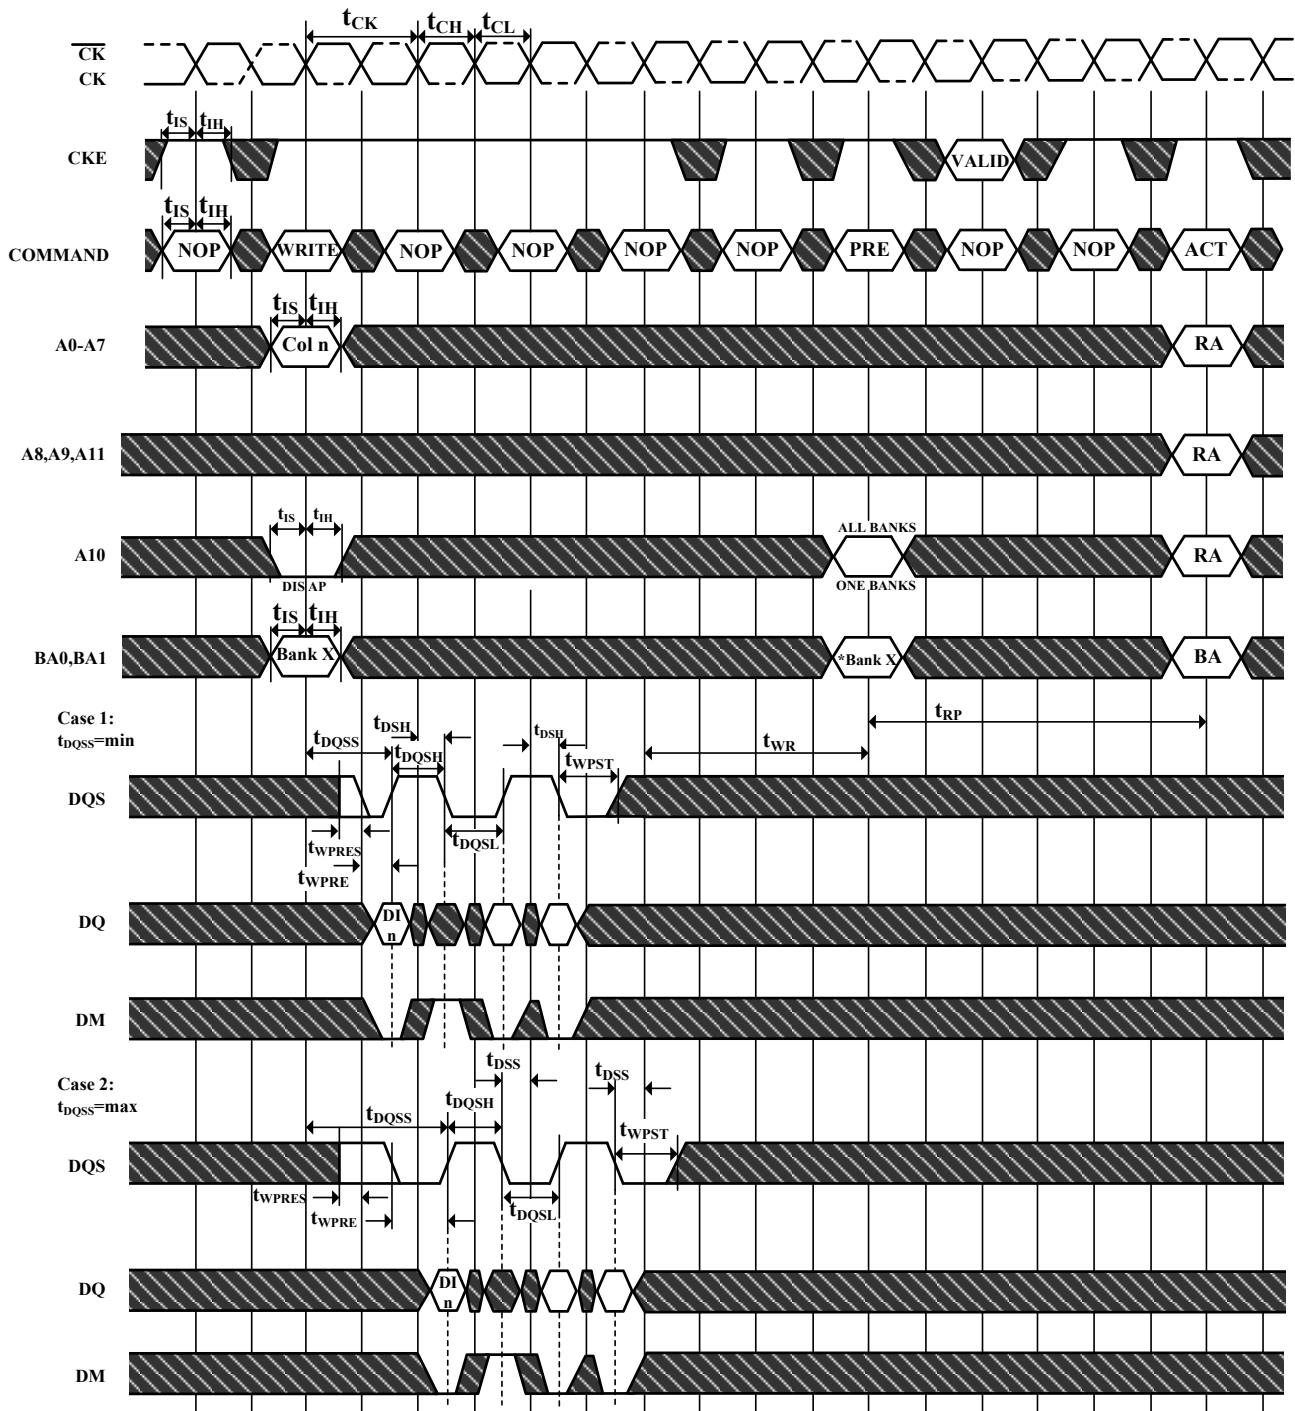 tCK tCH tCL
CK
CK
tIS tIH
CKE VALID
tIS tIH
COMMAND NOP WRITE NOP NOP NOP NOP PRE NOP NOP ACT
tIS tIH
A0-A7 Col n RA
A8,A9,A11 RA
tIS tIH ALL BANKS
A10 RA
DIS AP ONE BANKS
tIS tIH
BA0,BA1 Bank X *Bank X BA
Case 1:
tDQSS=min
tDQSS tDSH tDQSH tDSH tWPST tWR tRP
DQS
tWPRES tDQSL
tWPRE
DQ DI
n
DM
tDSS tDSS
Case 2:
tDQSS=max
tDQSS tDQSH tWPST
DQS
tWPRES tWPRE tDQSL
DQ DI
n
DM